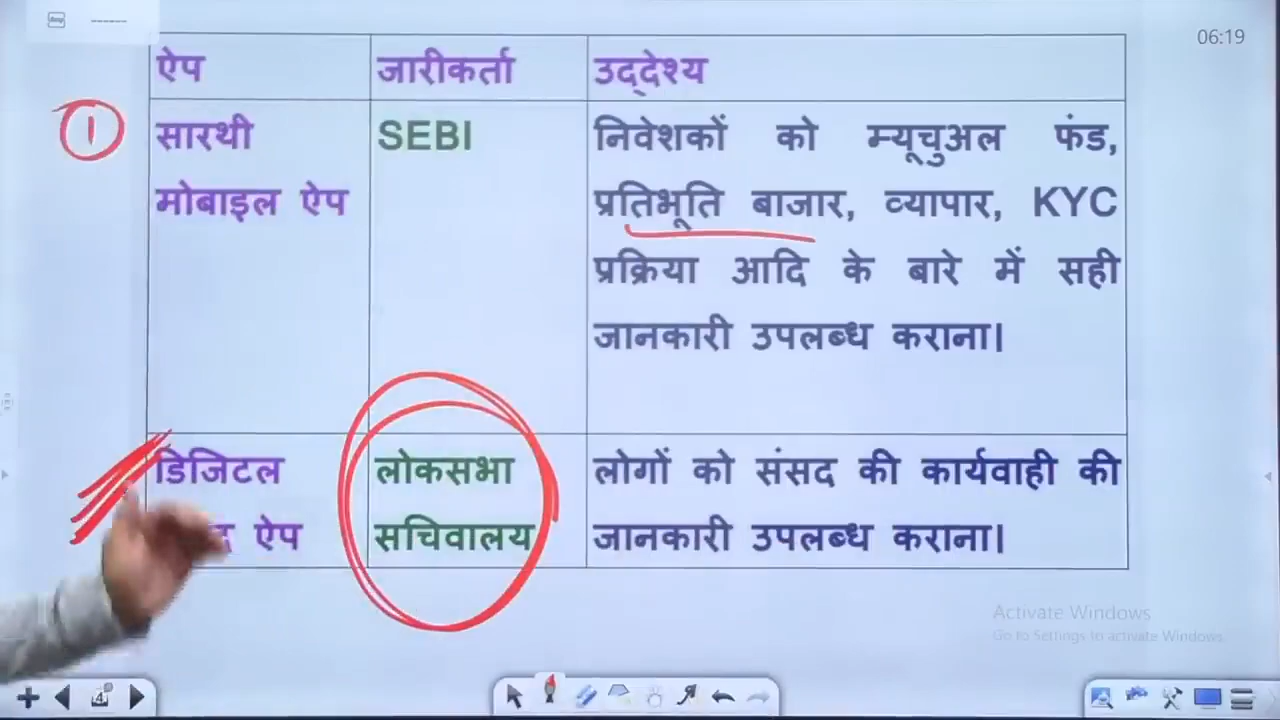 06:19
ऐप जारीकर्ता उद्देश्य
1
सारथी SEBI निवेशकों को म्यूचुअल फंड,
मोबाइल ऐप प्रतिभूति बाजार, व्यापार, KYC
प्रक्रिया आदि के बारे में सही
जानकारी उपलब्ध कराना।
डिजिटल लोकसभा लोगों को संसद की कार्यवाही की
ऐप सचिवालय जानकारी उपलब्ध कराना।
Activate Windows
Go to Settings to activate Windows.